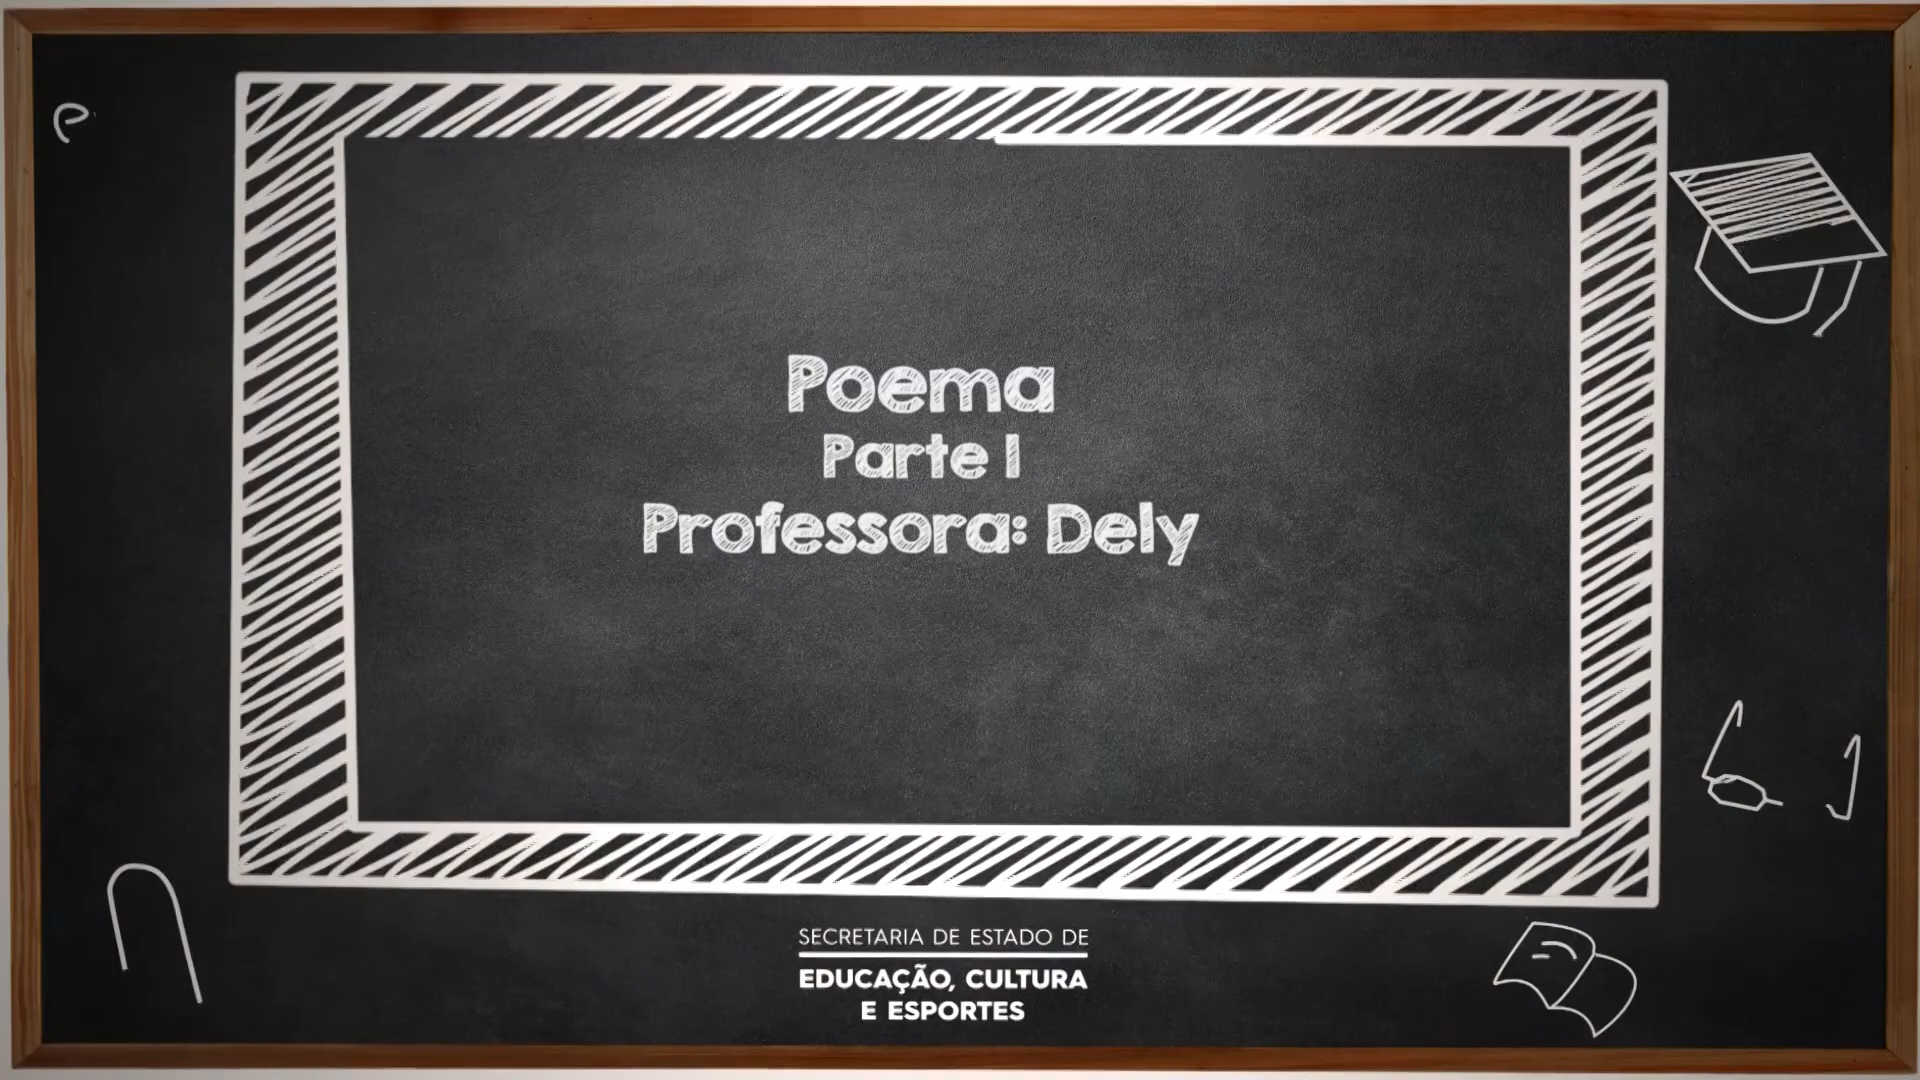 Poema
Parte I
Professora: Dely
SECRETARIA DE ESTADO DE
EDUCAÇÃO, CULTURA
E ESPORTES